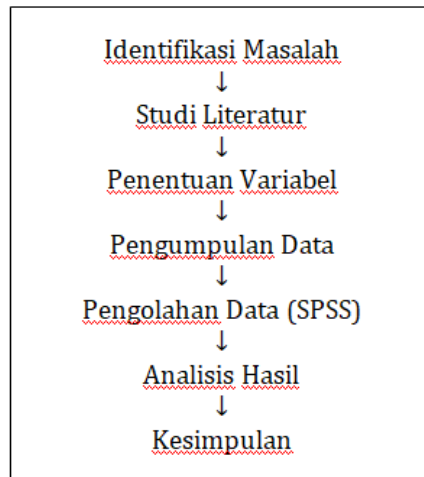 Identifikasi Masalah
↓
Studi Literatur
↓
Penentuan Variabel
↓
Pengumpulan Data
↓
Pengolahan Data (SPSS)
↓
Analisis Hasil
↓
Kesimpulan